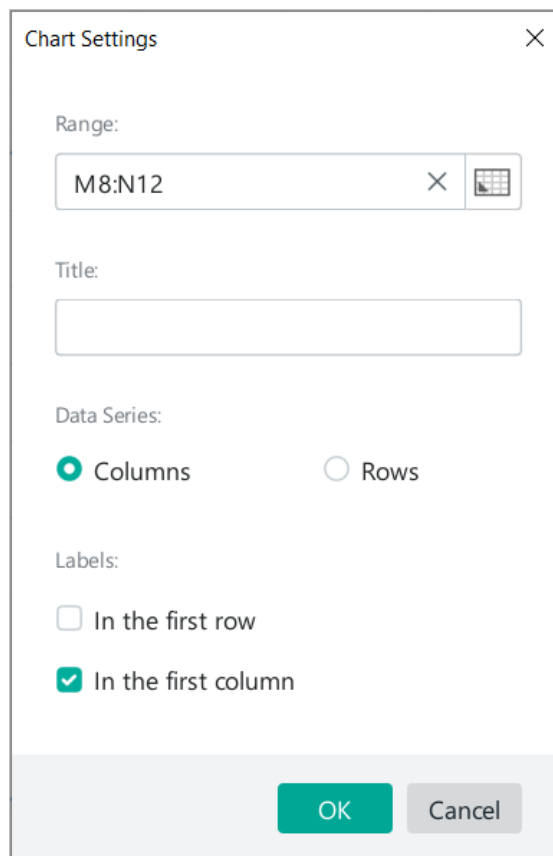 Chart Settings
Range:
M8:N12
Title:
Data Series:
Columns Rows
Labels:
In the first row
In the first column
OK Cancel